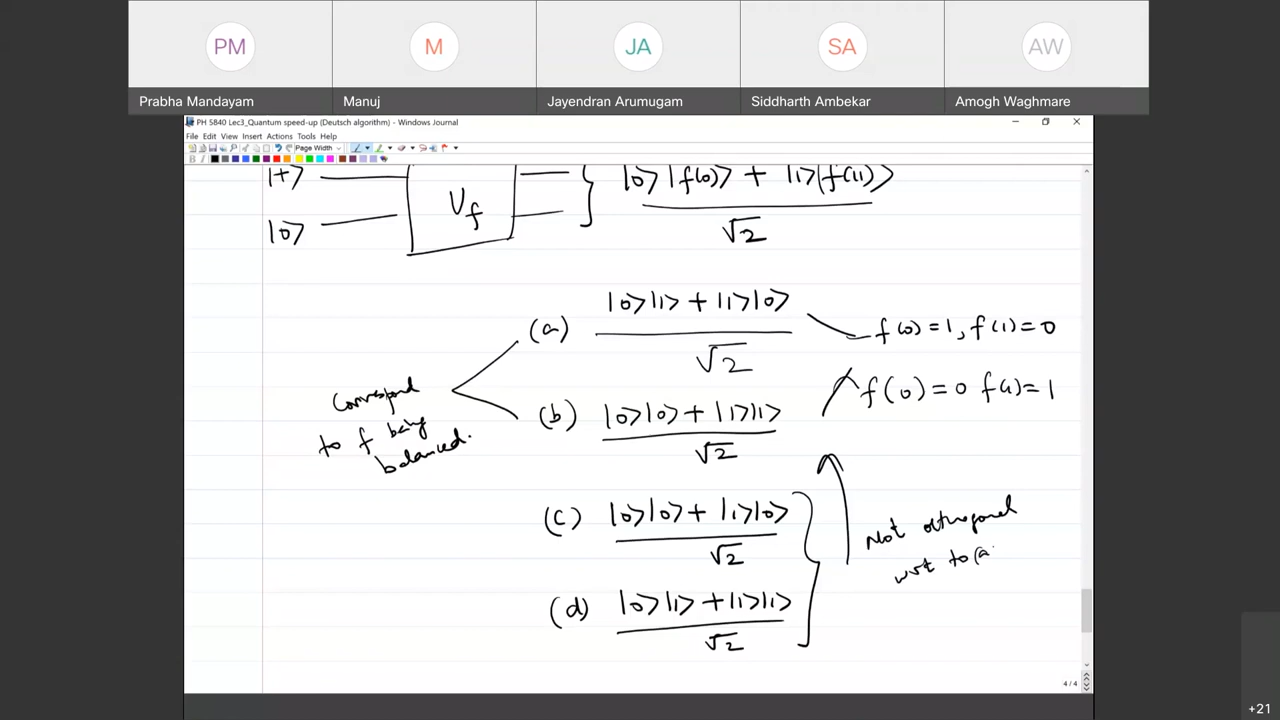 PM
M
JA
SA
AW
Prabha Mandayam
Manuj
Jayendran Arumugam
Siddharth Ambekar
Amogh Waghmare
PH 5840 Lec3_Quantum speed-up (Deutsch algorithm) - Windows Journal
File Edit View Insert Actions Tools Help
Page Width
|+>
|0>
U_f
|0>|f(0)> + |1>|f(1)>
√2
(a) |0>|1> + |1>|0>
√2
f(0) = 1, f(1) = 0
f(0) = 0 f(1) = 1
Correspond
to f being
balanced.
(b) |0>|0> + |1>|1>
√2
(c) |0>|0> + |1>|0>
√2
(d) |0>|1> + |1>|1>
√2
Not orthogonal
wrt to (a
4 / 4
+21